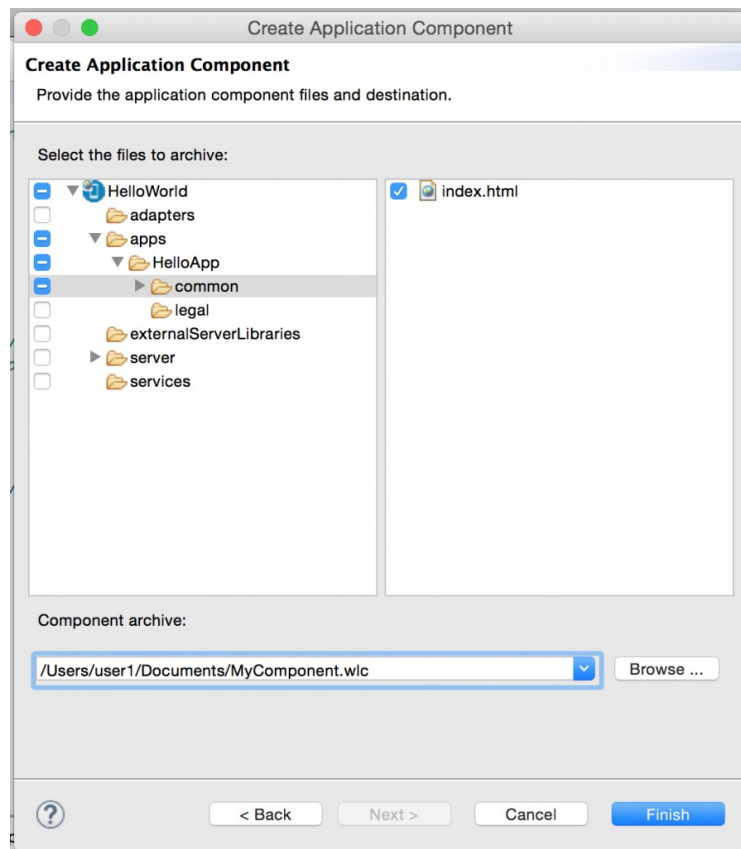 Create Application Component
Create Application Component
Provide the application component files and destination.
Select the files to archive:
HelloWorld
adapters
apps
HelloApp
common
legal
externalServerLibraries
server
services
index.html
Component archive:
/Users/user1/Documents/MyComponent.wlc
Browse ...
?
< Back
Next >
Cancel
Finish